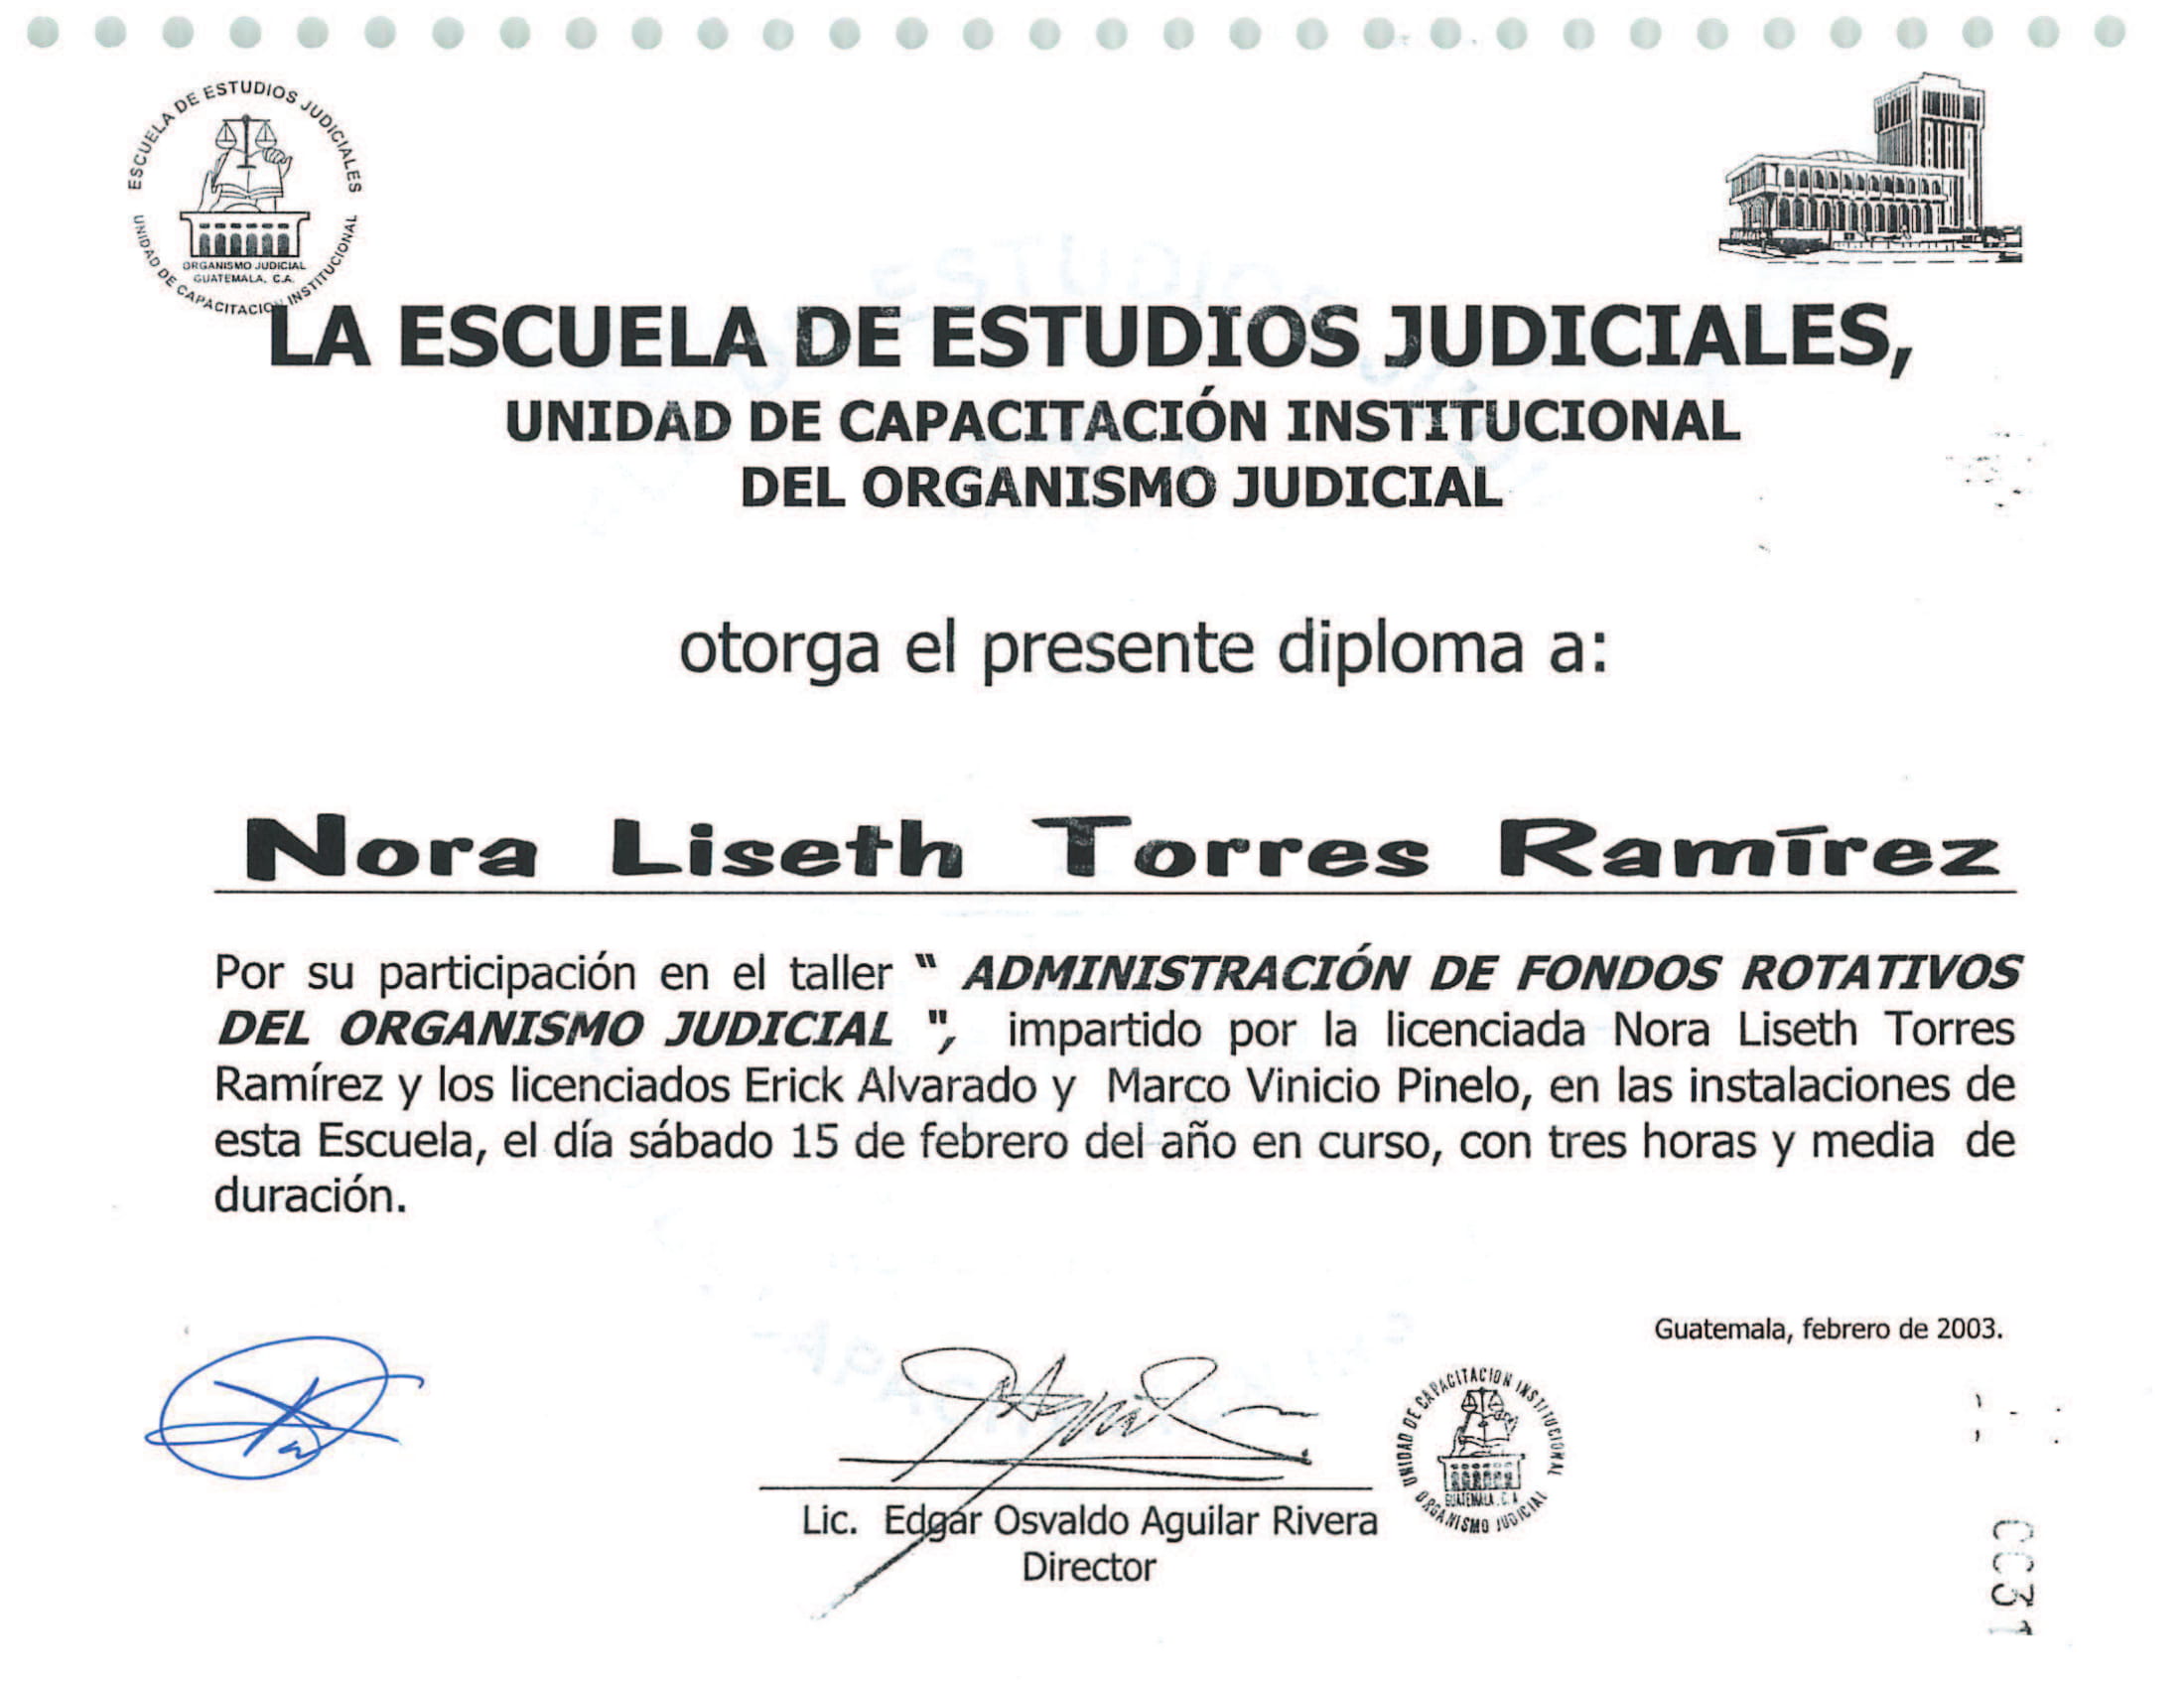 ESCUELA DE ESTUDIOS JUDICIALES
UNIDAD DE CAPACITACION INSTITUCIONAL
ORGANISMO JUDICIAL
GUATEMALA, C.A.
LA ESCUELA DE ESTUDIOS JUDICIALES,
UNIDAD DE CAPACITACIÓN INSTITUCIONAL
DEL ORGANISMO JUDICIAL
otorga el presente diploma a:
Nora Liseth Torres Ramírez
Por su participación en el taller “ ADMINISTRACIÓN DE FONDOS ROTATIVOS
DEL ORGANISMO JUDICIAL ”, impartido por la licenciada Nora Liseth Torres
Ramírez y los licenciados Erick Alvarado y Marco Vinicio Pinelo, en las instalaciones de
esta Escuela, el día sábado 15 de febrero del año en curso, con tres horas y media de
duración.
Guatemala, febrero de 2003.
UNIDAD DE CAPACITACION INSTITUCIONAL
GUATEMALA, C. A.
ORGANISMO JUDICIAL
Lic. Edgar Osvaldo Aguilar Rivera
Director